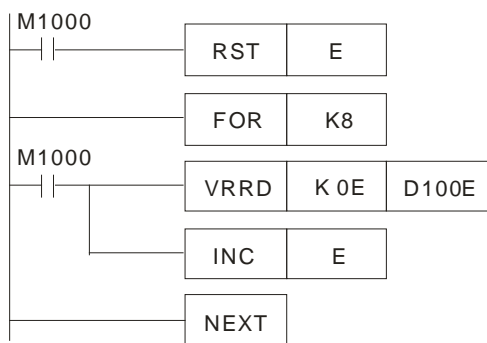 M1000
RST E
FOR K8
M1000
VRRD K 0E D100E
INC E
NEXT